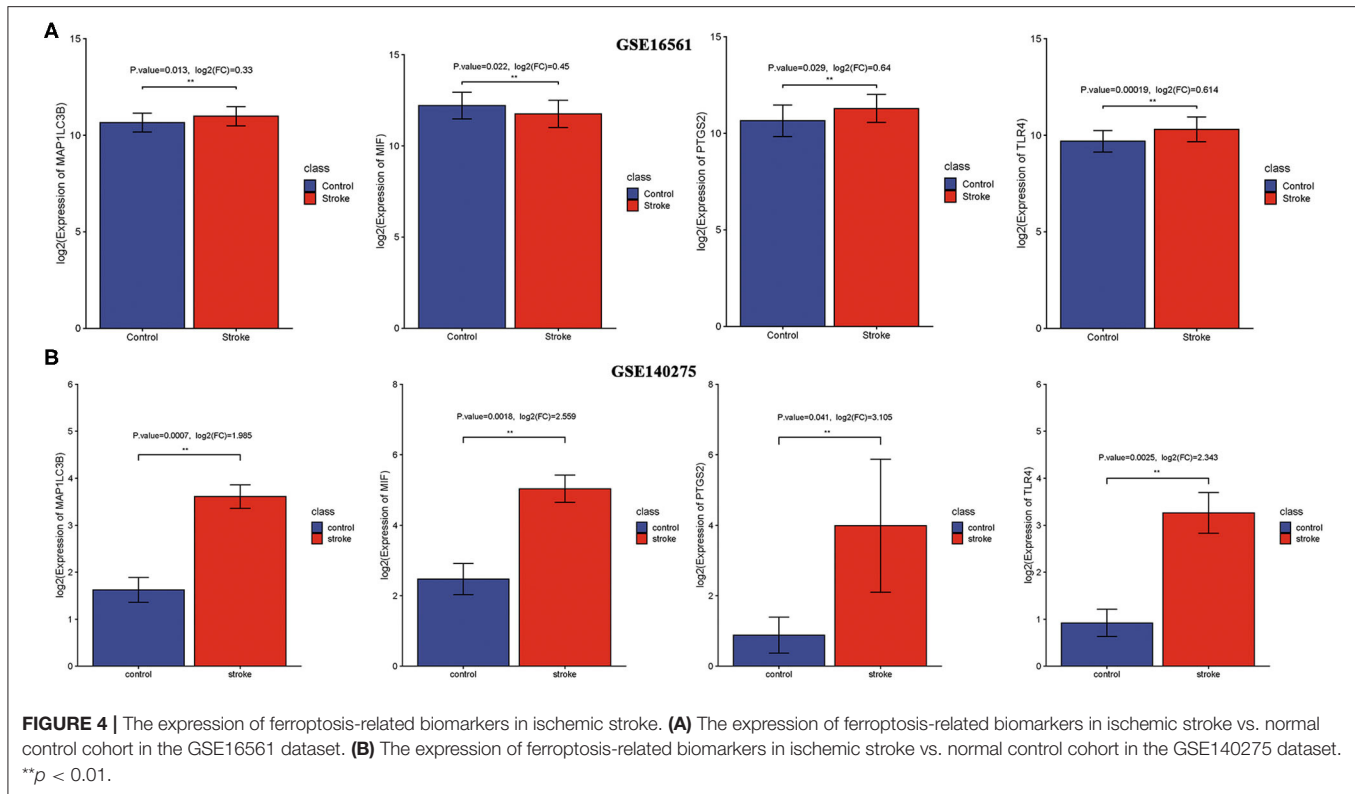 A
GSE16561
P.value=0.013, log2(FC)=0.33
**
log2(Expression of MAP1LC3B)
15
10
5
0
Control
Stroke
class
Control
Stroke
P.value=0.022, log2(FC)=0.45
**
log2(Expression of MIF)
15
10
5
0
Control
Stroke
class
Control
Stroke
P.value=0.029, log2(FC)=0.64
**
log2(Expression of PTGS2)
15
10
5
0
Control
Stroke
class
Control
Stroke
P.value=0.00019, log2(FC)=0.614
**
log2(Expression of TLR4)
15
10
5
0
Control
Stroke
class
Control
Stroke
B
GSE140275
P.value=0.0007, log2(FC)=1.985
**
log2(Expression of MAP1LC3B)
6
5
4
3
2
1
0
control
stroke
class
control
stroke
P.value=0.0018, log2(FC)=2.559
**
log2(Expression of MIF)
8
6
4
2
0
control
stroke
class
control
stroke
P.value=0.041, log2(FC)=3.105
**
log2(Expression of PTGS2)
8
6
4
2
0
control
stroke
class
control
stroke
P.value=0.0025, log2(FC)=2.343
**
log2(Expression of TLR4)
6
5
4
3
2
1
0
control
stroke
class
control
stroke
FIGURE 4 | The expression of ferroptosis-related biomarkers in ischemic stroke. (A) The expression of ferroptosis-related biomarkers in ischemic stroke vs. normal
control cohort in the GSE16561 dataset. (B) The expression of ferroptosis-related biomarkers in ischemic stroke vs. normal control cohort in the GSE140275 dataset.
**p < 0.01.